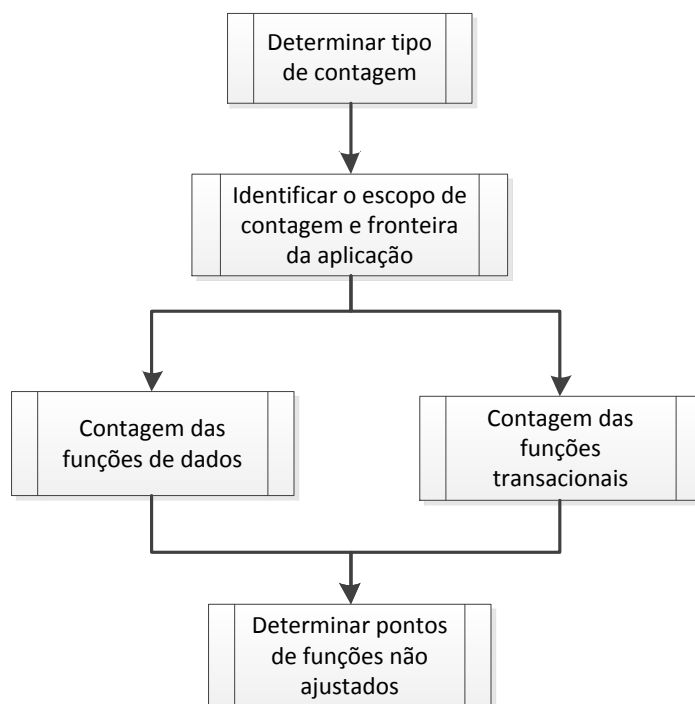 Determinar tipo
de contagem
Identificar o escopo de
contagem e fronteira
da aplicação
Contagem das
funções de dados
Contagem das
funções
transacionais
Determinar pontos
de funções não
ajustados